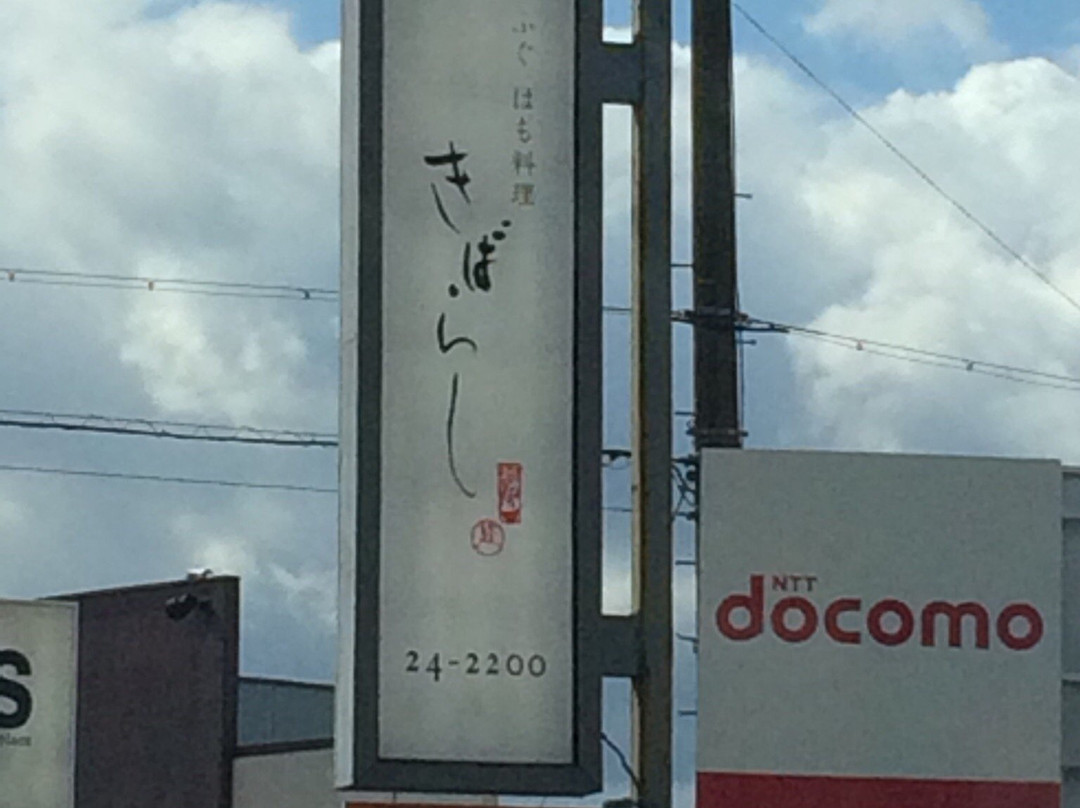 ふぐ はも料理
きばらし
24-2200
NTT
docomo
S